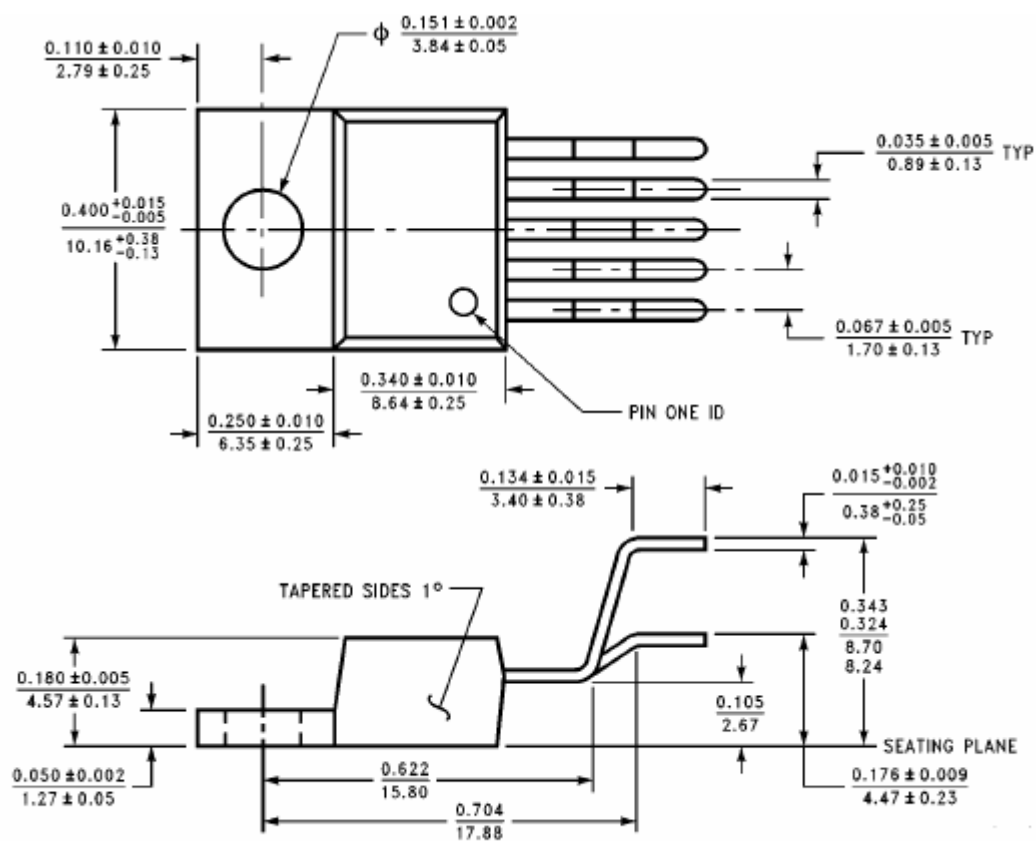 ϕ 0.151 ± 0.002
3.84 ± 0.05
0.110 ± 0.010
2.79 ± 0.25
0.035 ± 0.005 TYP
0.89 ± 0.13
0.400 +0.015 -0.005
10.16 +0.38 -0.13
0.067 ± 0.005 TYP
1.70 ± 0.13
0.340 ± 0.010
8.64 ± 0.25
PIN ONE ID
0.250 ± 0.010
6.35 ± 0.25
0.134 ± 0.015
3.40 ± 0.38
0.015 +0.010 -0.002
0.38 +0.25 -0.05
TAPERED SIDES 1°
0.343
0.324
8.70
8.24
0.180 ± 0.005
4.57 ± 0.13
0.105
2.67
SEATING PLANE
0.050 ± 0.002
1.27 ± 0.05
0.622
15.80
0.176 ± 0.009
4.47 ± 0.23
0.704
17.88